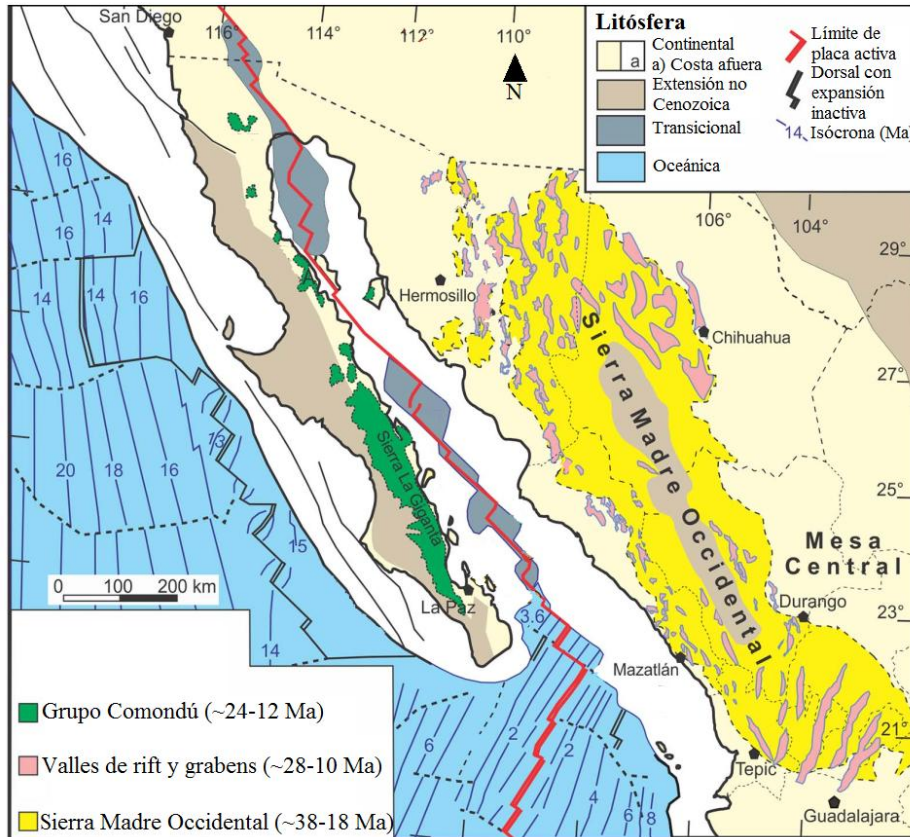 San Diego
116°
114°
112°
110°
N
Litósfera
Continental
a
a) Costa afuera
Extensión no
Cenozoica
Transicional
Oceánica
Límite de
placa activa
Dorsal con
expansión
inactiva
14
Isócrona (Ma)
106°
104°
29°
27°
25°
23°
21°
16
14
16
14
14
16
13
20
18
16
15
14
Hermosillo
Chihuahua
Sierra Madre Occidental
Sierra La Giganta
Mesa
Central
Durango
La Paz
3.6
Mazatlán
0 100 200 km
6
2
2
4
6
8
Tepic
Guadalajara
Grupo Comondú (~24-12 Ma)
Valles de rift y grabens (~28-10 Ma)
Sierra Madre Occidental (~38-18 Ma)